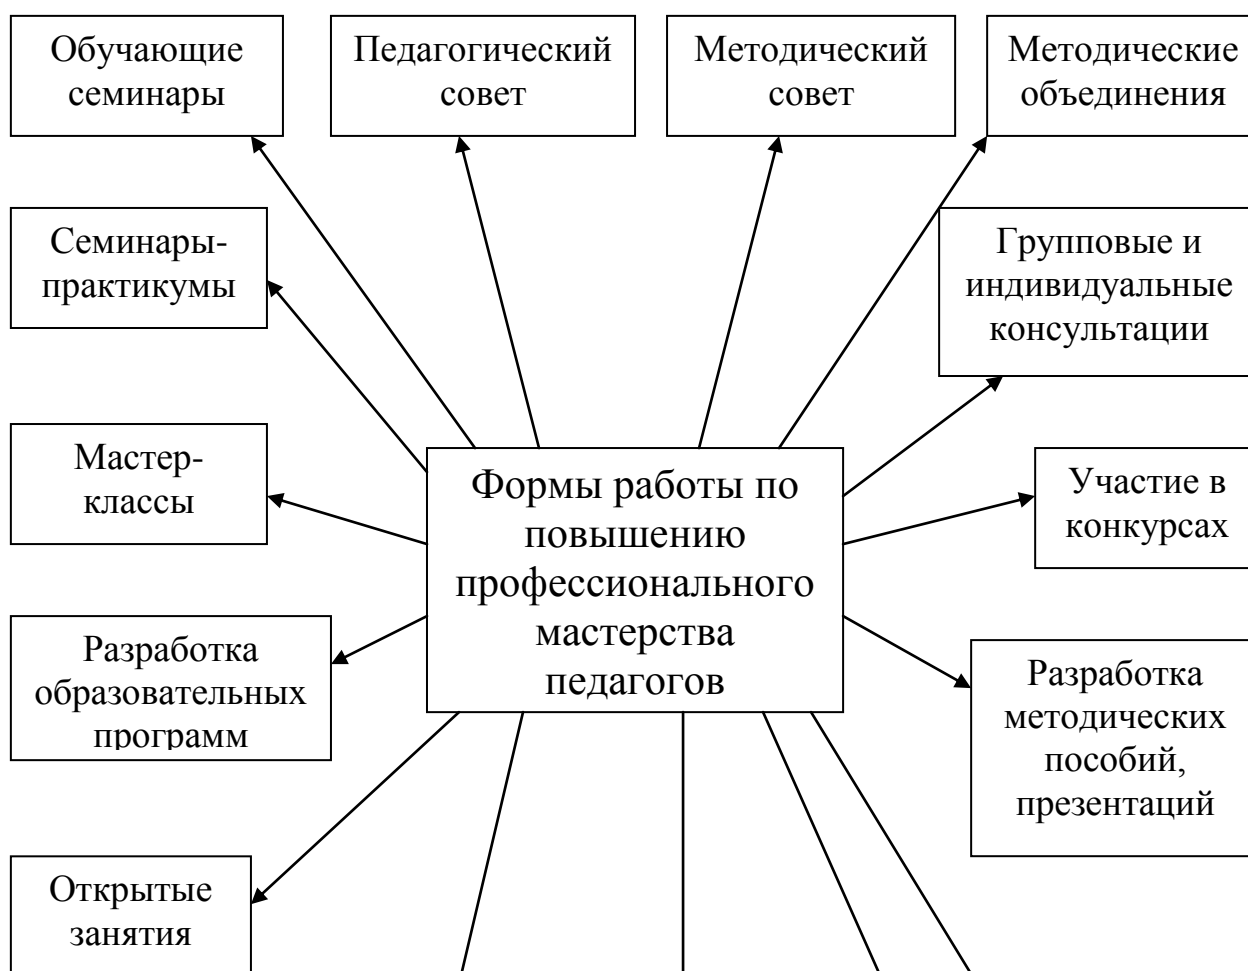 Обучающие
семинары
Педагогический
совет
Методический
совет
Методические
объединения
Семинары-
практикумы
Групповые и
индивидуальные
консультации
Мастер-
классы
Формы работы по
повышению
профессионального
мастерства
педагогов
Участие в
конкурсах
Разработка
образовательных
программ
Разработка
методических
пособий,
презентаций
Открытые
занятия